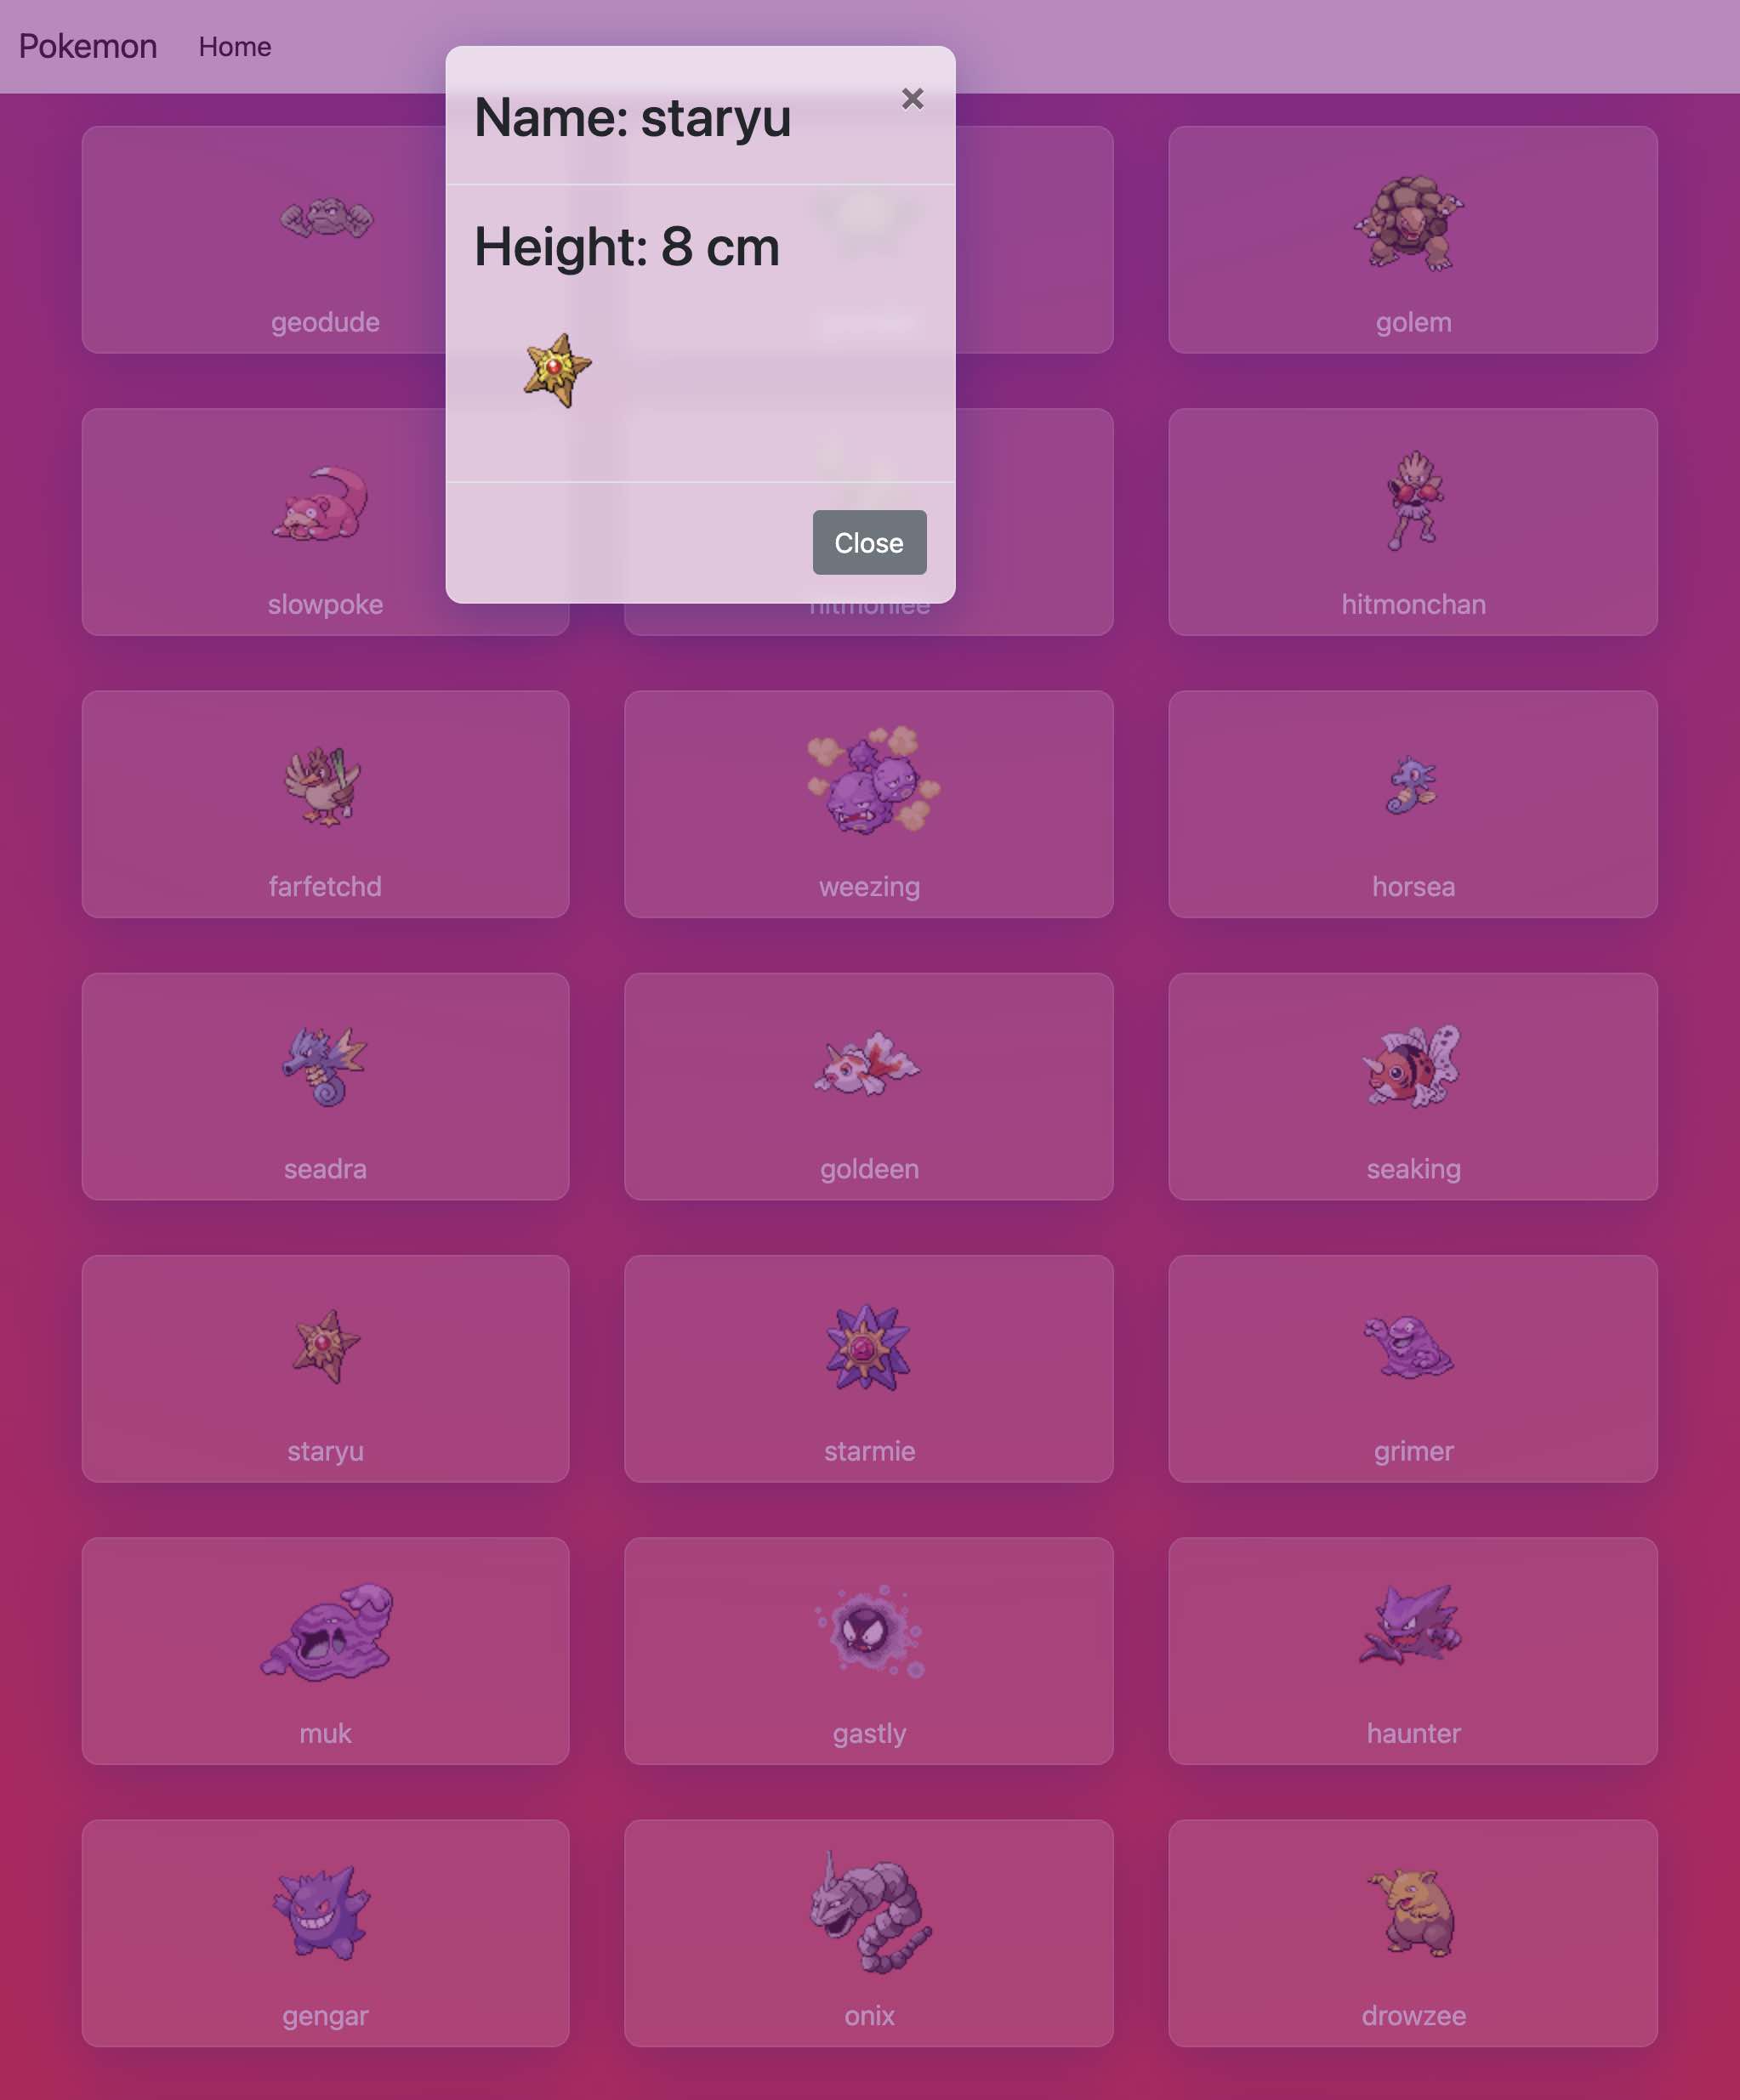 Pokemon Home
Name: staryu
×
Height: 8 cm
Close
geodude
golem
slowpoke
hitmonlee
hitmonchan
farfetchd
weezing
horsea
seadra
goldeen
seaking
staryu
starmie
grimer
muk
gastly
haunter
gengar
onix
drowzee